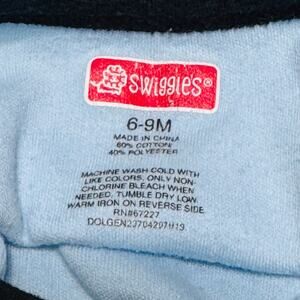 swiggles®
6-9M
MADE IN CHINA
60% COTTON
40% POLYESTER
MACHINE WASH COLD WITH
LIKE COLORS, ONLY NON-
CHLORINE BLEACH WHEN
NEEDED, TUMBLE DRY LOW
WARM IRON ON REVERSE SIDE
RN#67227